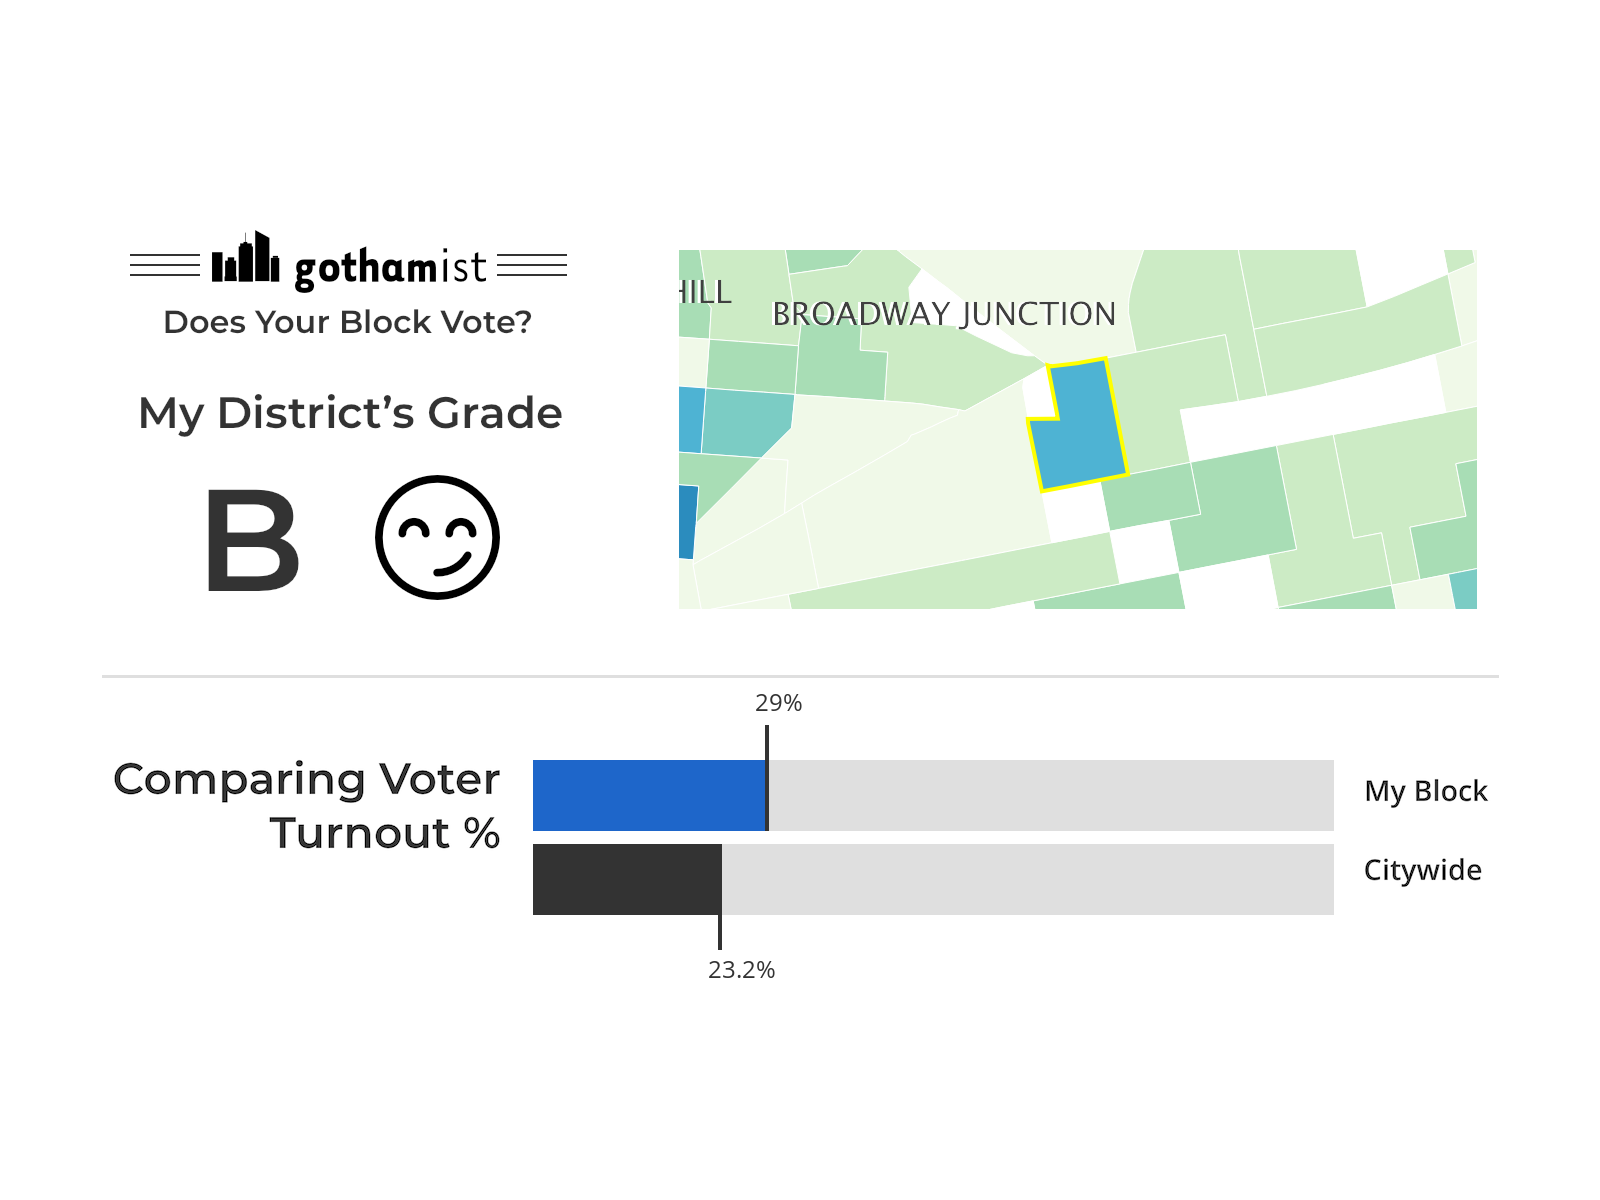 gothamist
Does Your Block Vote?
My District's Grade
B
HILL
BROADWAY JUNCTION
29%
Comparing Voter
Turnout %
My Block
Citywide
23.2%